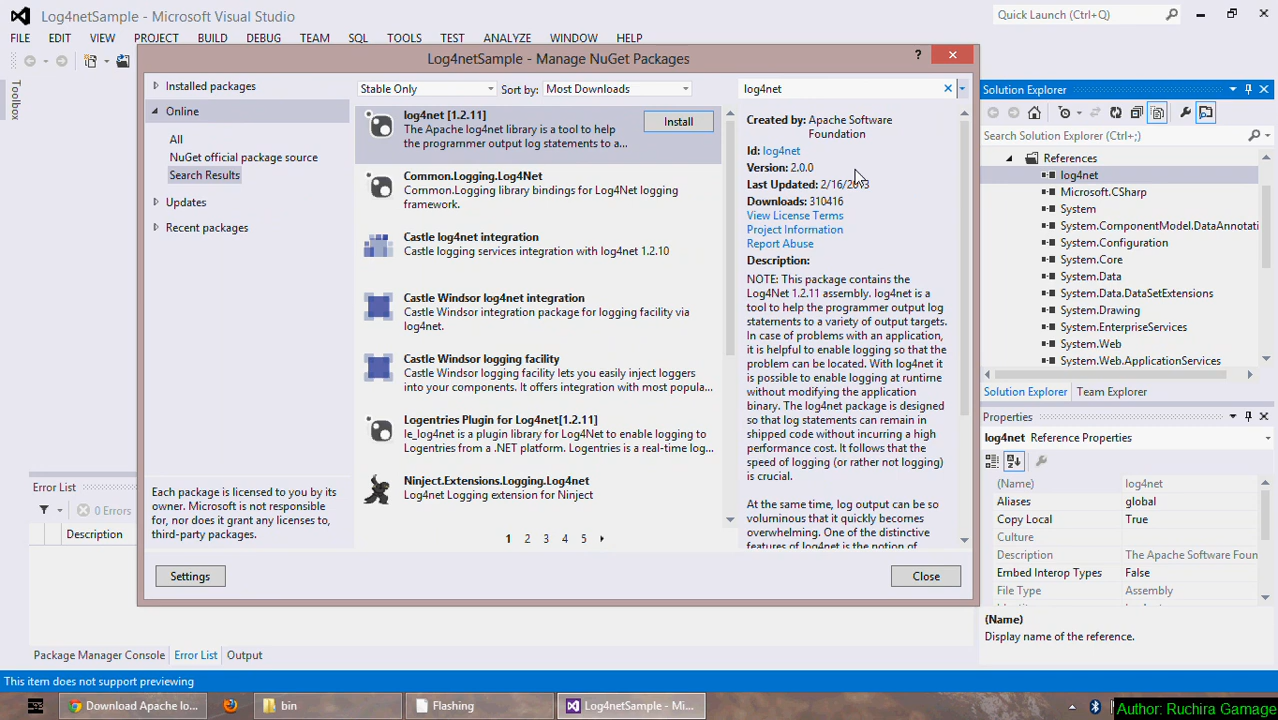 Log4netSample - Microsoft Visual Studio
Quick Launch (Ctrl+Q)
FILE EDIT VIEW PROJECT BUILD DEBUG TEAM SQL TOOLS TEST ANALYZE WINDOW HELP
Toolbox
Log4netSample - Manage NuGet Packages
?
Installed packages
Online
All
NuGet official package source
Search Results
Updates
Recent packages
Each package is licensed to you by its
owner. Microsoft is not responsible
for, nor does it grant any licenses to,
third-party packages.
Settings
Stable Only
Sort by: Most Downloads
log4net [1.2.11]
The Apache log4net library is a tool to help
the programmer output log statements to a...
Install
Common.Logging.Log4Net
Common.Logging library bindings for Log4Net logging
framework.
Castle log4net integration
Castle logging services integration with log4net 1.2.10
Castle Windsor log4net integration
Castle Windsor integration package for logging facility via
log4net.
Castle Windsor logging facility
Castle Windsor logging facility lets you easily inject loggers
into your components. It offers integration with most popula...
Logentries Plugin for Log4net[1.2.11]
le_log4net is a plugin library for Log4Net to enable logging to
Logentries from a .NET platform. Logentries is a real-time log...
Ninject.Extensions.Logging.Log4net
Log4net Logging extension for Ninject
1 2 3 4 5
log4net
Created by: Apache Software
Foundation
Id: log4net
Version: 2.0.0
Last Updated: 2/16/2013
Downloads: 310416
View License Terms
Project Information
Report Abuse
Description:
NOTE: This package contains the
Log4Net 1.2.11 assembly. log4net is a
tool to help the programmer output log
statements to a variety of output targets.
In case of problems with an application,
it is helpful to enable logging so that the
problem can be located. With log4net it
is possible to enable logging at runtime
without modifying the application
binary. The log4net package is designed
so that log statements can remain in
shipped code without incurring a high
performance cost. It follows that the
speed of logging (or rather not logging)
is crucial.
At the same time, log output can be so
voluminous that it quickly becomes
overwhelming. One of the distinctive
features of log4net is the notion of
Close
Solution Explorer
Search Solution Explorer (Ctrl+;)
References
log4net
Microsoft.CSharp
System
System.ComponentModel.DataAnnotati
System.Configuration
System.Core
System.Data
System.Data.DataSetExtensions
System.Drawing
System.EnterpriseServices
System.Web
System.Web.ApplicationServices
Solution Explorer Team Explorer
Properties
log4net Reference Properties
(Name) log4net
Aliases global
Copy Local True
Culture
Description The Apache Software Foun
Embed Interop Types False
File Type Assembly
(Name)
Display name of the reference.
Error List
0 Errors
Description
Package Manager Console Error List Output
This item does not support previewing
Download Apache lo...
bin
Flashing
Log4netSample - Mi...
Author: Ruchira Gamage